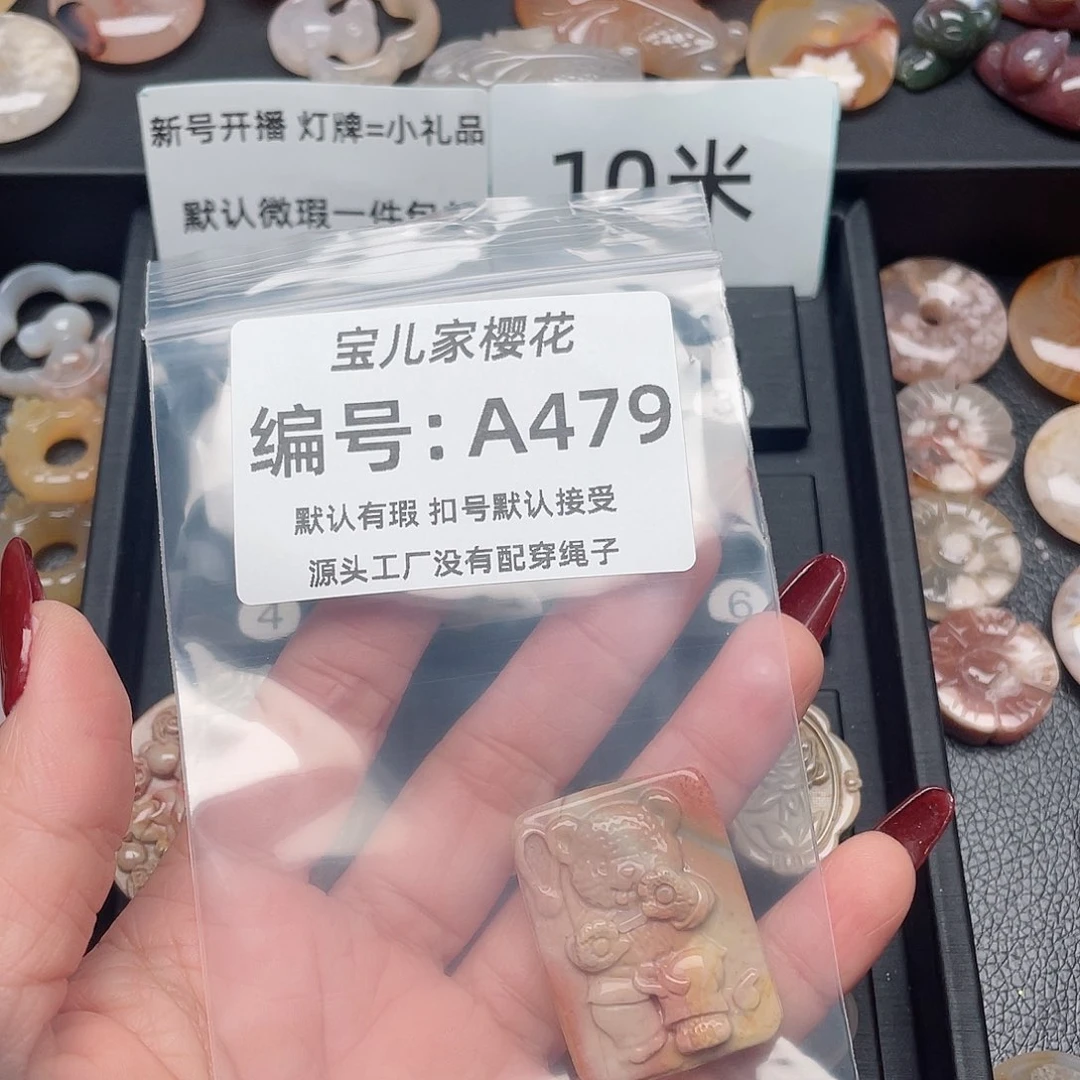 新号开播 灯牌=小礼品
10米
默认微瑕一件包
宝儿家樱花
编号:A479
默认有瑕 扣号默认接受
源头工厂没有配穿绳子
4
6